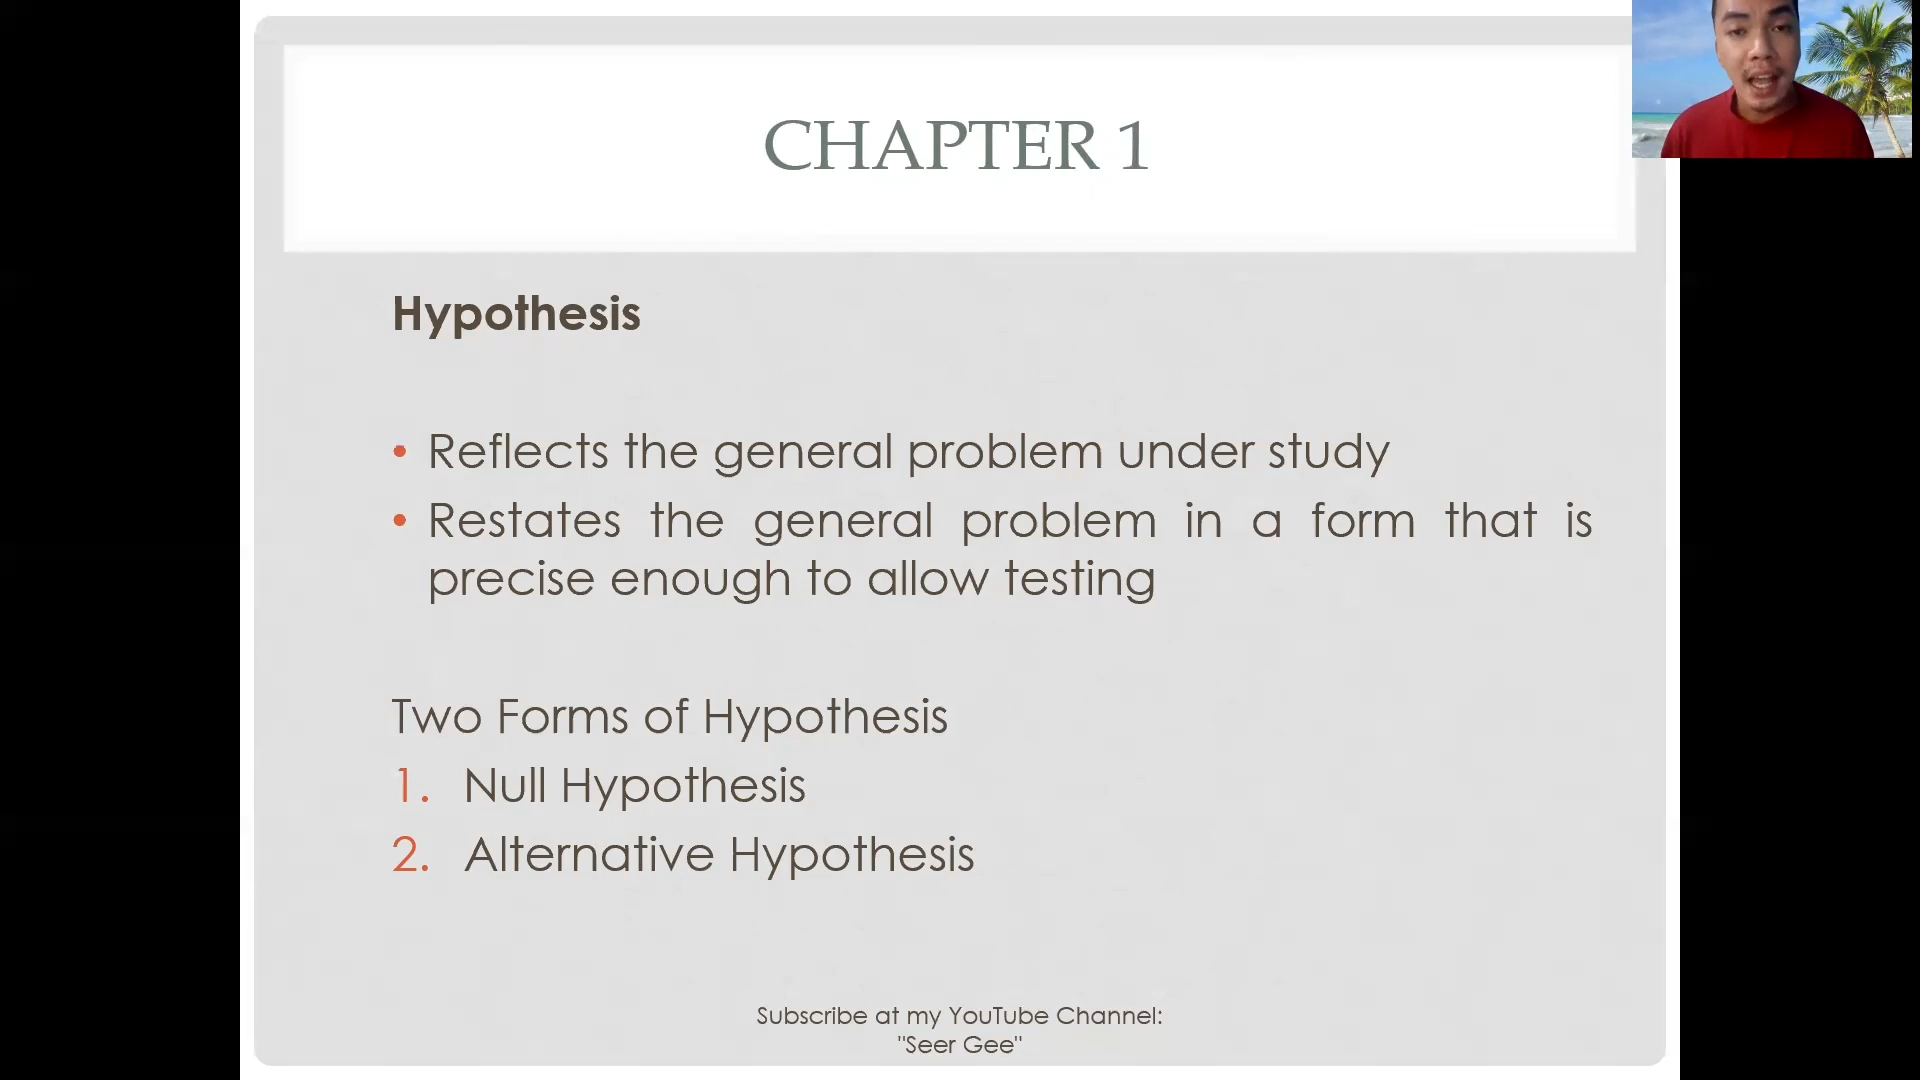 CHAPTER 1
Hypothesis
• Reflects the general problem under study
• Restates the general problem in a form that is
precise enough to allow testing
Two Forms of Hypothesis
1. Null Hypothesis
2. Alternative Hypothesis
Subscribe at my YouTube Channel:
"Seer Gee"